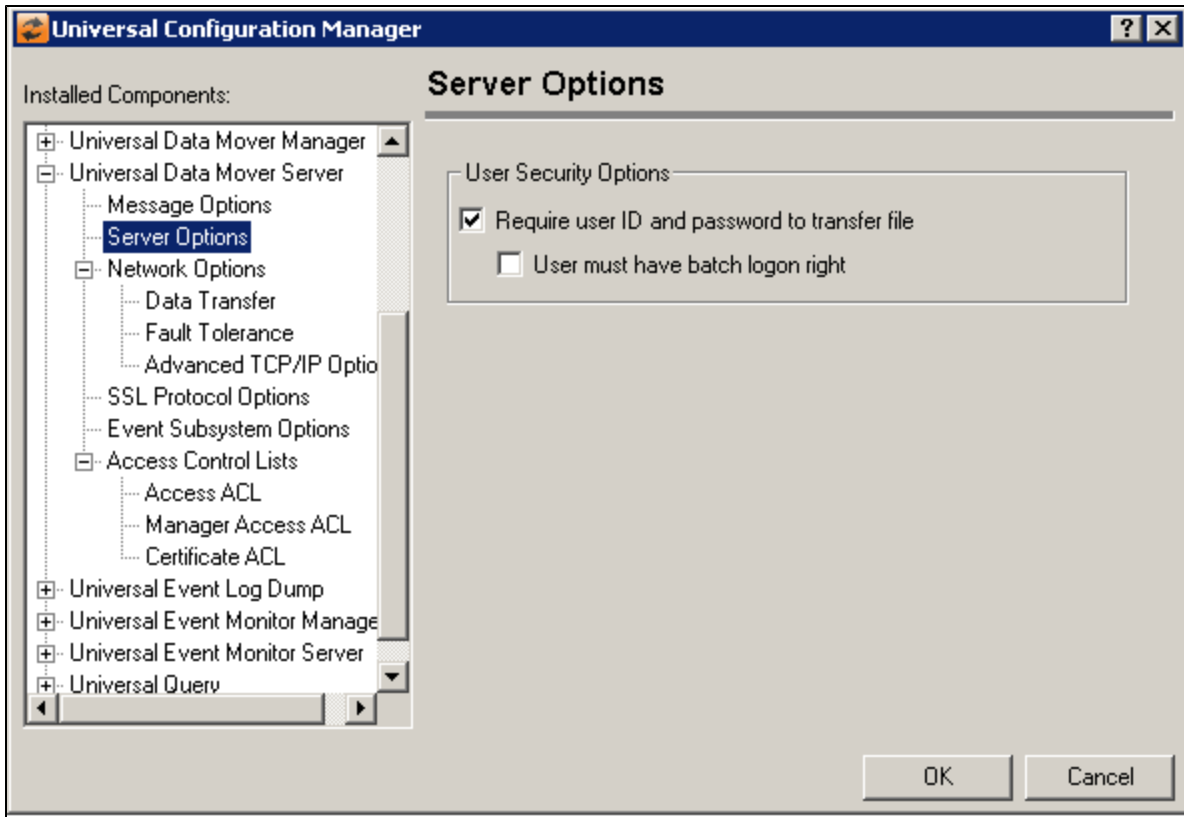 Universal Configuration Manager
Installed Components:
Universal Data Mover Manager
Universal Data Mover Server
Message Options
Server Options
Network Options
Data Transfer
Fault Tolerance
Advanced TCP/IP Optio
SSL Protocol Options
Event Subsystem Options
Access Control Lists
Access ACL
Manager Access ACL
Certificate ACL
Universal Event Log Dump
Universal Event Monitor Manage
Universal Event Monitor Server
Universal Query
Server Options
User Security Options
Require user ID and password to transfer file
User must have batch logon right
OK
Cancel